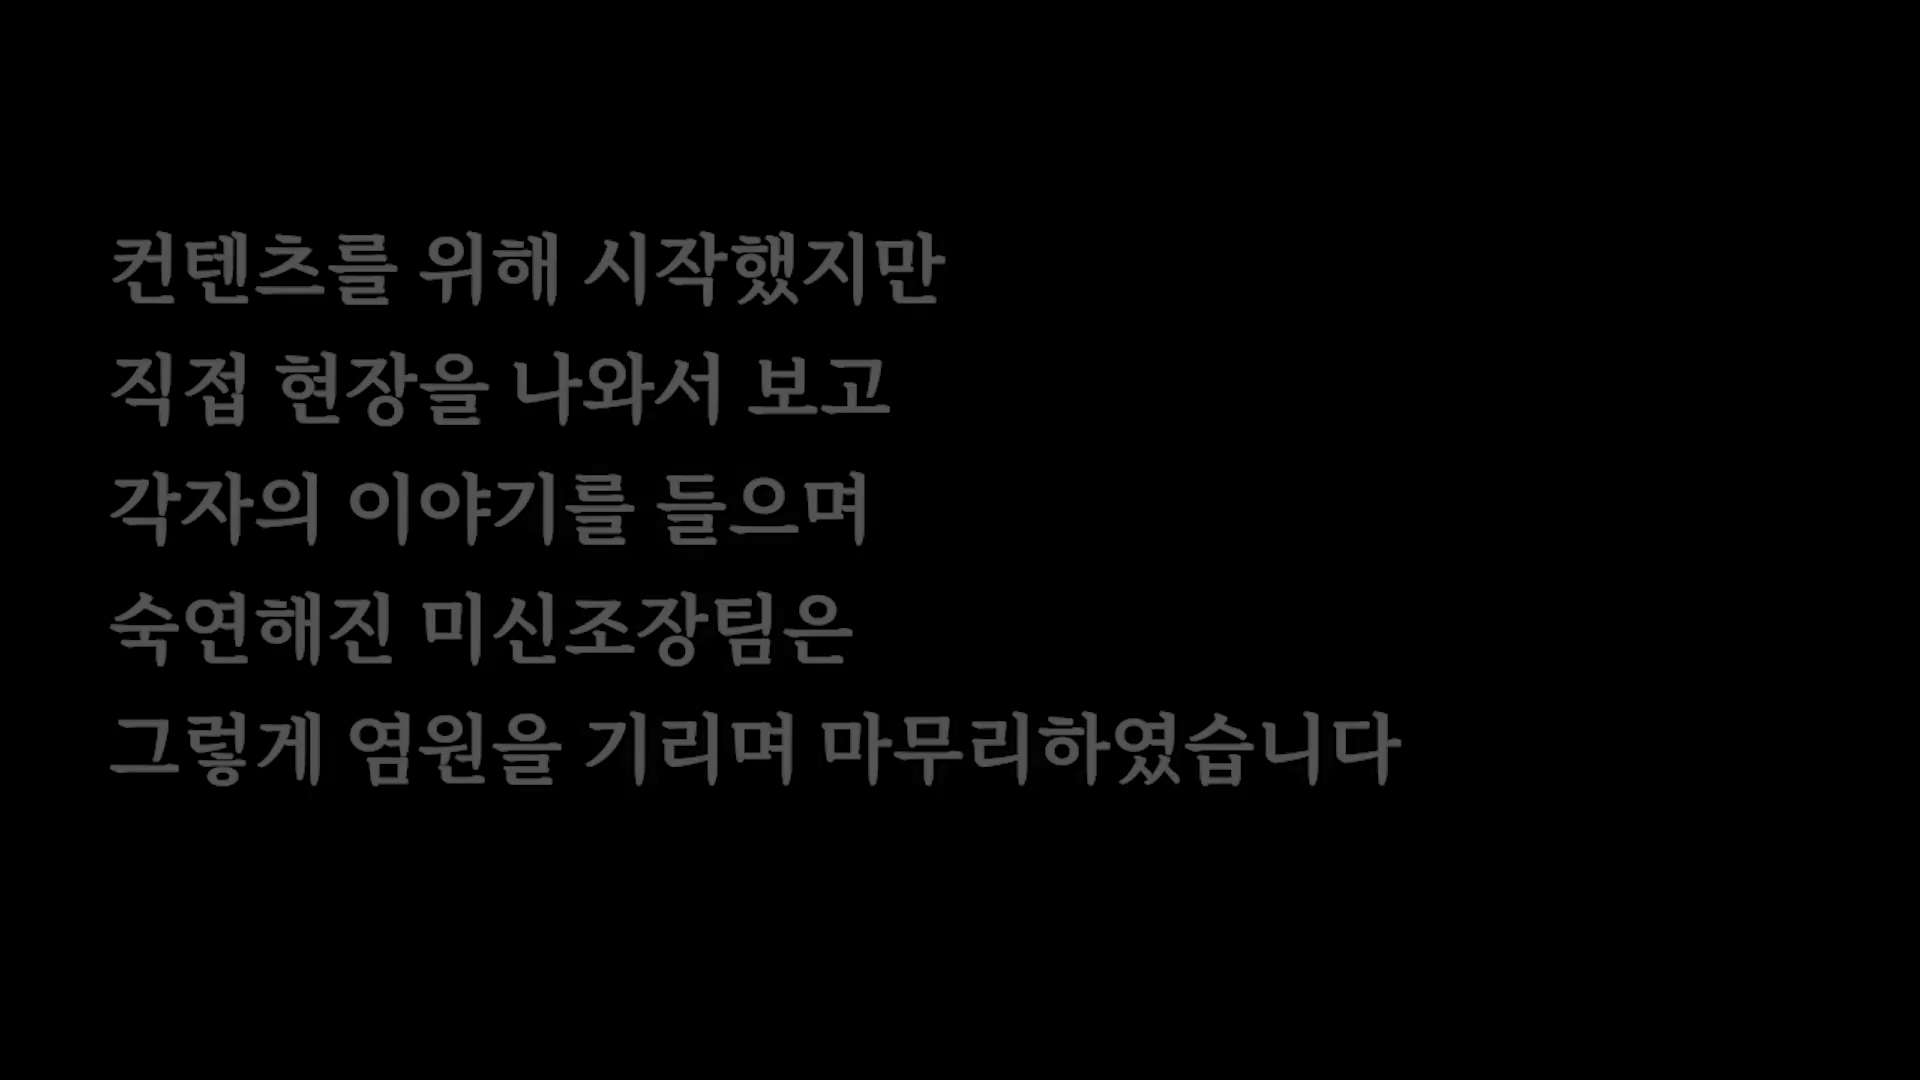 컨텐츠를 위해 시작했지만
직접 현장을 나와서 보고
각자의 이야기를 들으며
숙연해진 미신조장팀은
그렇게 염원을 기리며 마무리하였습니다